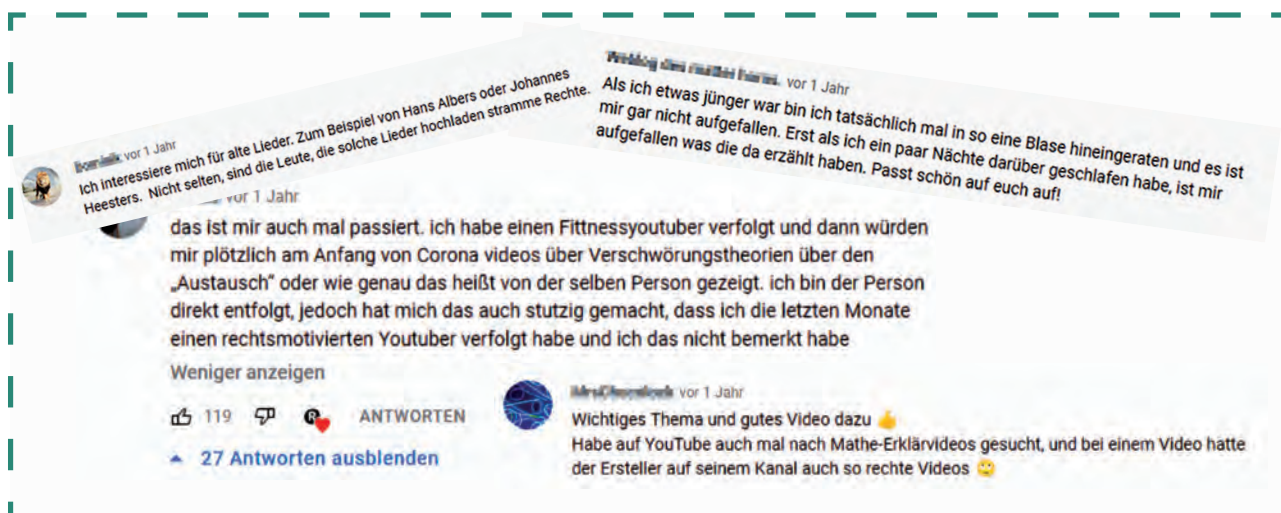 vor 1 Jahr
Ich interessiere mich für alte Lieder. Zum Beispiel von Hans Albers oder Johannes
Heesters. Nicht selten, sind die Leute, die solche Lieder hochladen stramme Rechte.
vor 1 Jahr
Als ich etwas jünger war bin ich tatsächlich mal in so eine Blase hineingeraten und es ist
mir gar nicht aufgefallen. Erst als ich ein paar Nächte darüber geschlafen habe, ist mir
aufgefallen was die da erzählt haben. Passt schön auf euch auf!
vor 1 Jahr
das ist mir auch mal passiert. ich habe einen Fittnessyoutuber verfolgt und dann würden
mir plötzlich am Anfang von Corona videos über Verschwörungstheorien über den
„Austausch“ oder wie genau das heißt von der selben Person gezeigt. ich bin der Person
direkt entfolgt, jedoch hat mich das auch stutzig gemacht, dass ich die letzten Monate
einen rechtsmotivierten Youtuber verfolgt habe und ich das nicht bemerkt habe
Weniger anzeigen
119 ANTWORTEN
27 Antworten ausblenden
vor 1 Jahr
Wichtiges Thema und gutes Video dazu 👍
Habe auf YouTube auch mal nach Mathe-Erklärvideos gesucht, und bei einem Video hatte
der Ersteller auf seinem Kanal auch so rechte Videos 🙄